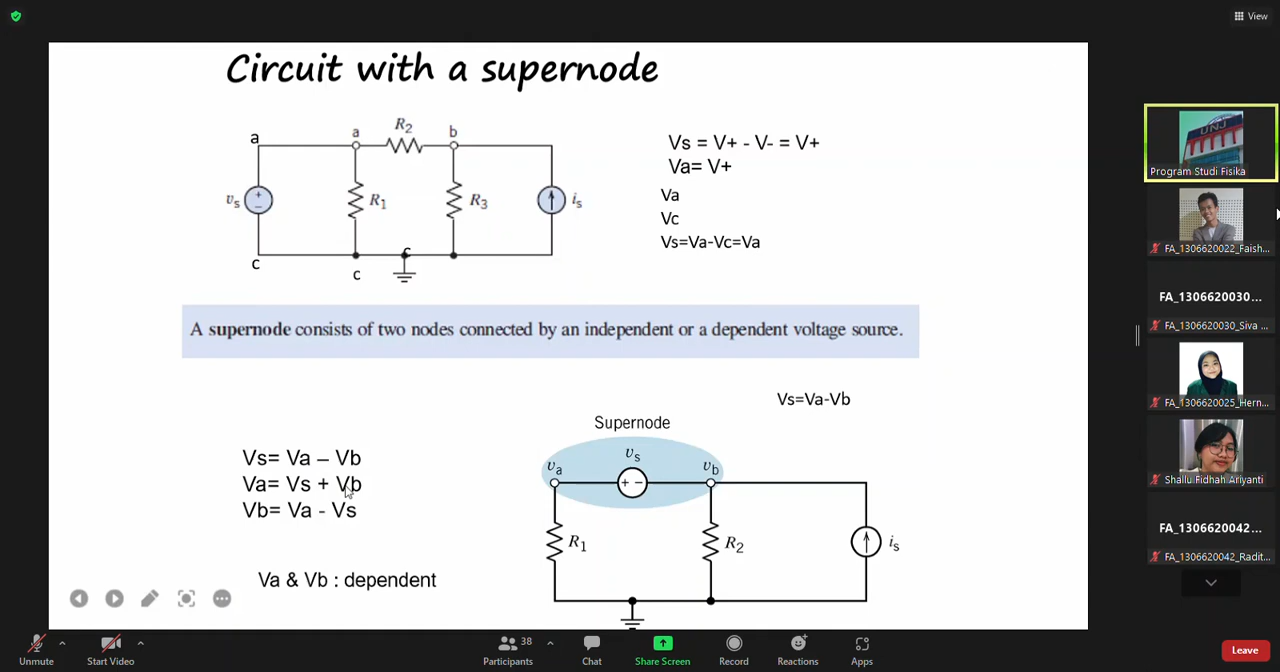 View
Circuit with a supernode
a
a
R2
b
vs
+
−
R1
R3
is
c
c
c
Vs = V+ - V- = V+
Va= V+
Va
Vc
Vs=Va-Vc=Va
A supernode consists of two nodes connected by an independent or a dependent voltage source.
Vs=Va-Vb
Vs= Va – Vb
Va= Vs + Vb
Vb= Va - Vs
Va & Vb : dependent
Supernode
va
vs
vb
+ −
R1
R2
is
UNJ
Program Studi Fisika
FA_1306620022_Faish...
FA_1306620030...
FA_1306620030_Siva ...
FA_1306620025_Hern...
Shallu Fidhah Ariyanti
FA_1306620042...
FA_1306620042_Radit...
Unmute
Start Video
38
Participants
Chat
Share Screen
Record
Reactions
Apps
Leave